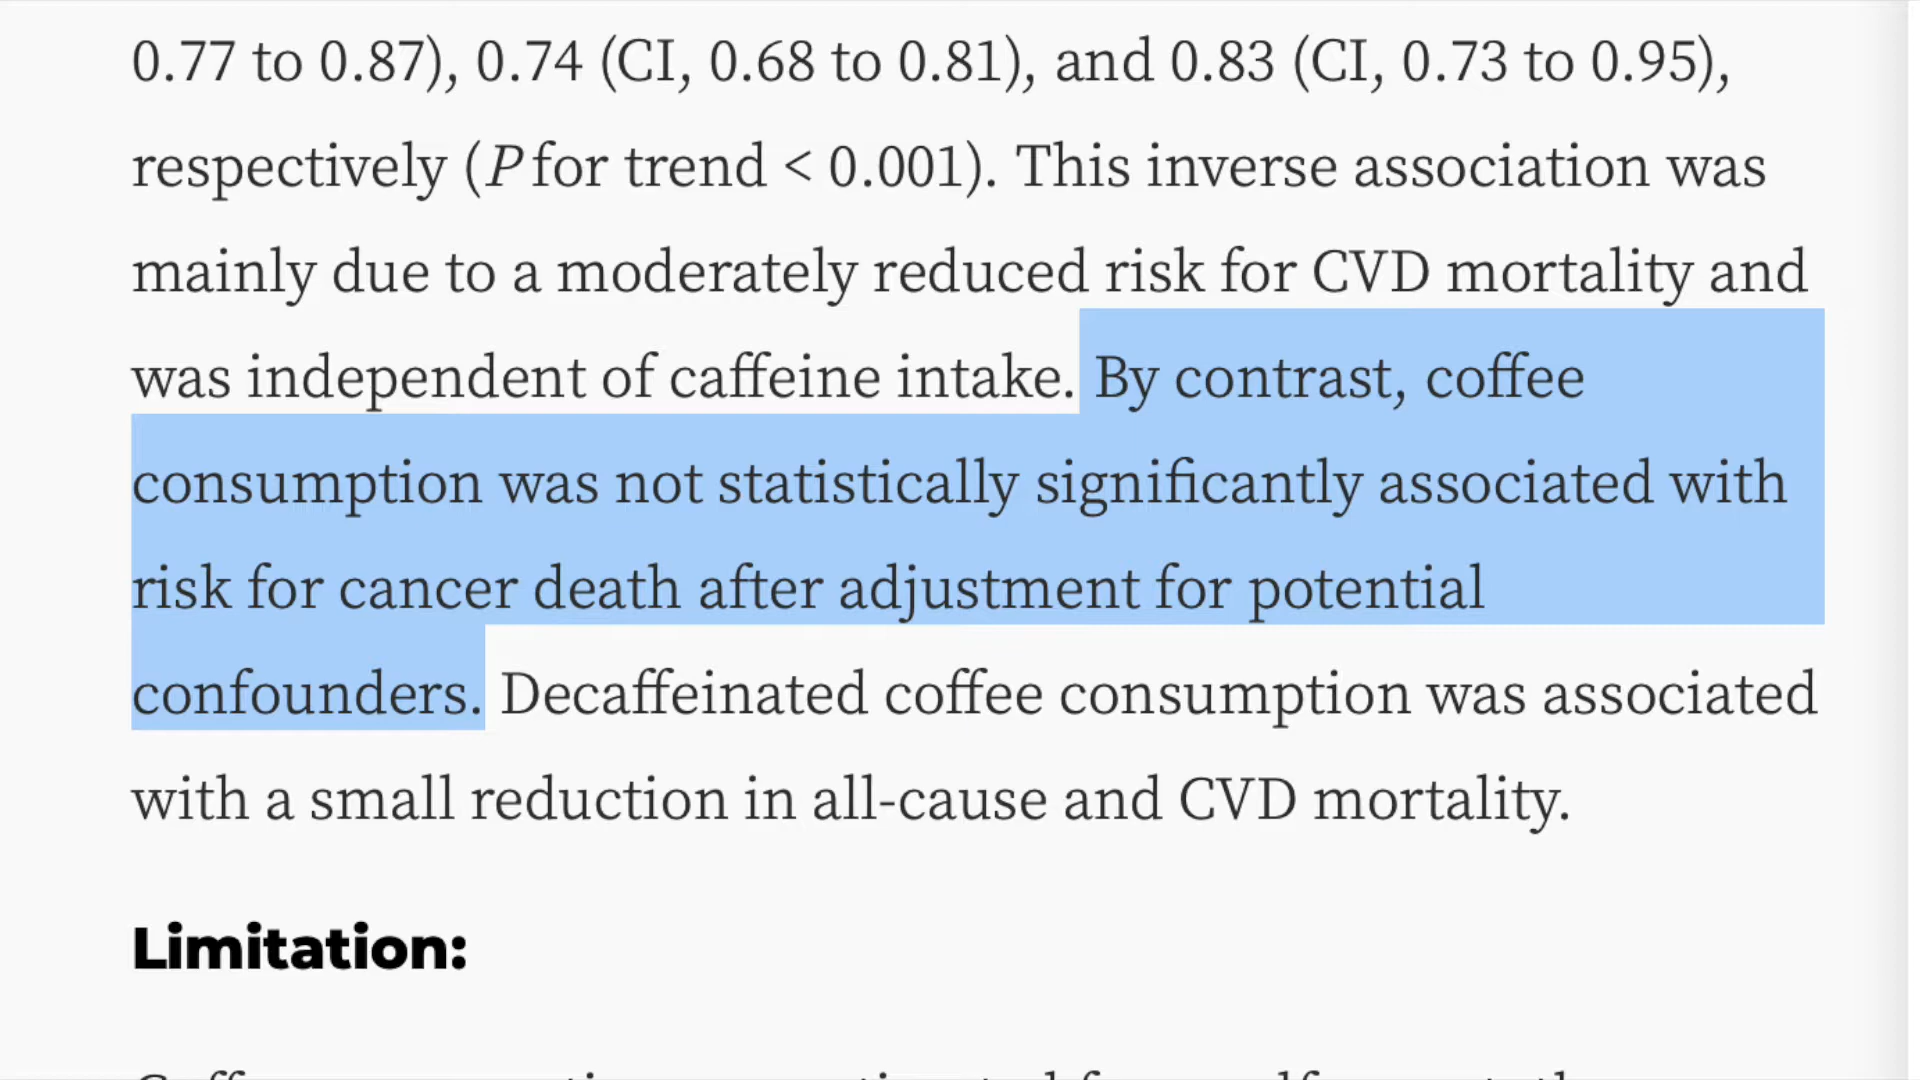 0.77 to 0.87), 0.74 (CI, 0.68 to 0.81), and 0.83 (CI, 0.73 to 0.95),
respectively (P for trend < 0.001). This inverse association was
mainly due to a moderately reduced risk for CVD mortality and
was independent of caffeine intake. By contrast, coffee
consumption was not statistically significantly associated with
risk for cancer death after adjustment for potential
confounders. Decaffeinated coffee consumption was associated
with a small reduction in all-cause and CVD mortality.
Limitation: